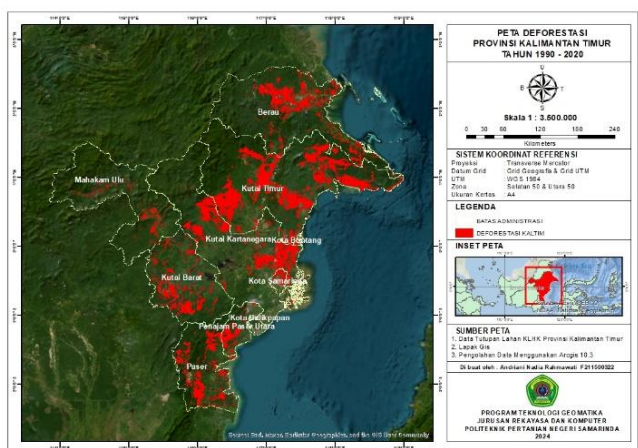 Berau
Mahakam Ulu
Kutai Timur
Kutai Kartanegara
Kota Bontang
Kutai Barat
Kota Samarinda
Kota Balikpapan
Penajam Paser Utara
Paser
PETA DEFORESTASI
PROVINSI KALIMANTAN TIMUR
TAHUN 1990 - 2020
U
B
T
S
Skala 1 : 3.600.000
0 30 60 120 180 240
Kilometers
SISTEM KOORDINAT REFERENSI
Proyeksi Transverse Mercator
Datum Grid Grid Geografis & Grid UTM
UTM WGS 1984
Zona Selatan 50 & Utara 50
Ukuran Kertas A4
LEGENDA
BATAS ADMINISTRASI
DEFORESTASI KALTIM
INSET PETA
SUMBER PETA
1. Data Tutupan Lahan KLHK Provinsi Kalimantan Timur
2. Lapak Gis
3. Pengolahan Data Menggunakan Arcgis 10.3
Di buat oleh : Andriani Nadia Rahmawati F211500022
PROGRAM TEKNOLOGI GEOMATIKA
JURUSAN REKAYASA DAN KOMPUTER
POLITEKNIK PERTANIAN NEGERI SAMARINDA
2024